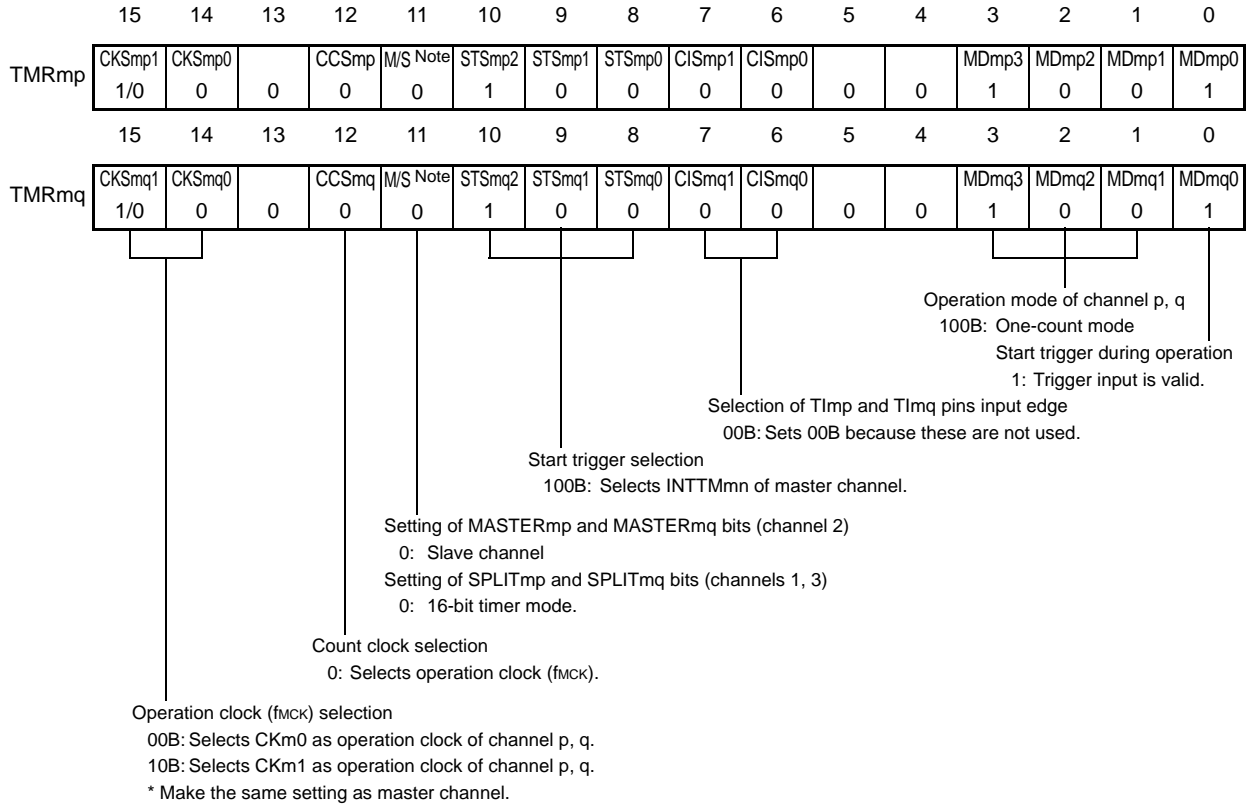 15 14 13 12 11 10 9 8 7 6 5 4 3 2 1 0
TMRmp CKSmp1 CKSmp0 CCSmp M/S Note STSmp2 STSmp1 STSmp0 CISmp1 CISmp0 MDmp3 MDmp2 MDmp1 MDmp0
1/0 0 0 0 0 1 0 0 0 0 0 0 1 0 0 1
15 14 13 12 11 10 9 8 7 6 5 4 3 2 1 0
TMRmq CKSmq1 CKSmq0 CCSmq M/S Note STSmq2 STSmq1 STSmq0 CISmq1 CISmq0 MDmq3 MDmq2 MDmq1 MDmq0
1/0 0 0 0 0 1 0 0 0 0 0 0 1 0 0 1
Operation mode of channel p, q
100B: One-count mode
Start trigger during operation
1: Trigger input is valid.
Selection of TImp and TImq pins input edge
00B: Sets 00B because these are not used.
Start trigger selection
100B: Selects INTTMmn of master channel.
Setting of MASTERmp and MASTERmq bits (channel 2)
0: Slave channel
Setting of SPLITmp and SPLITmq bits (channels 1, 3)
0: 16-bit timer mode.
Count clock selection
0: Selects operation clock (fMCK).
Operation clock (fMCK) selection
00B: Selects CKm0 as operation clock of channel p, q.
10B: Selects CKm1 as operation clock of channel p, q.
* Make the same setting as master channel.